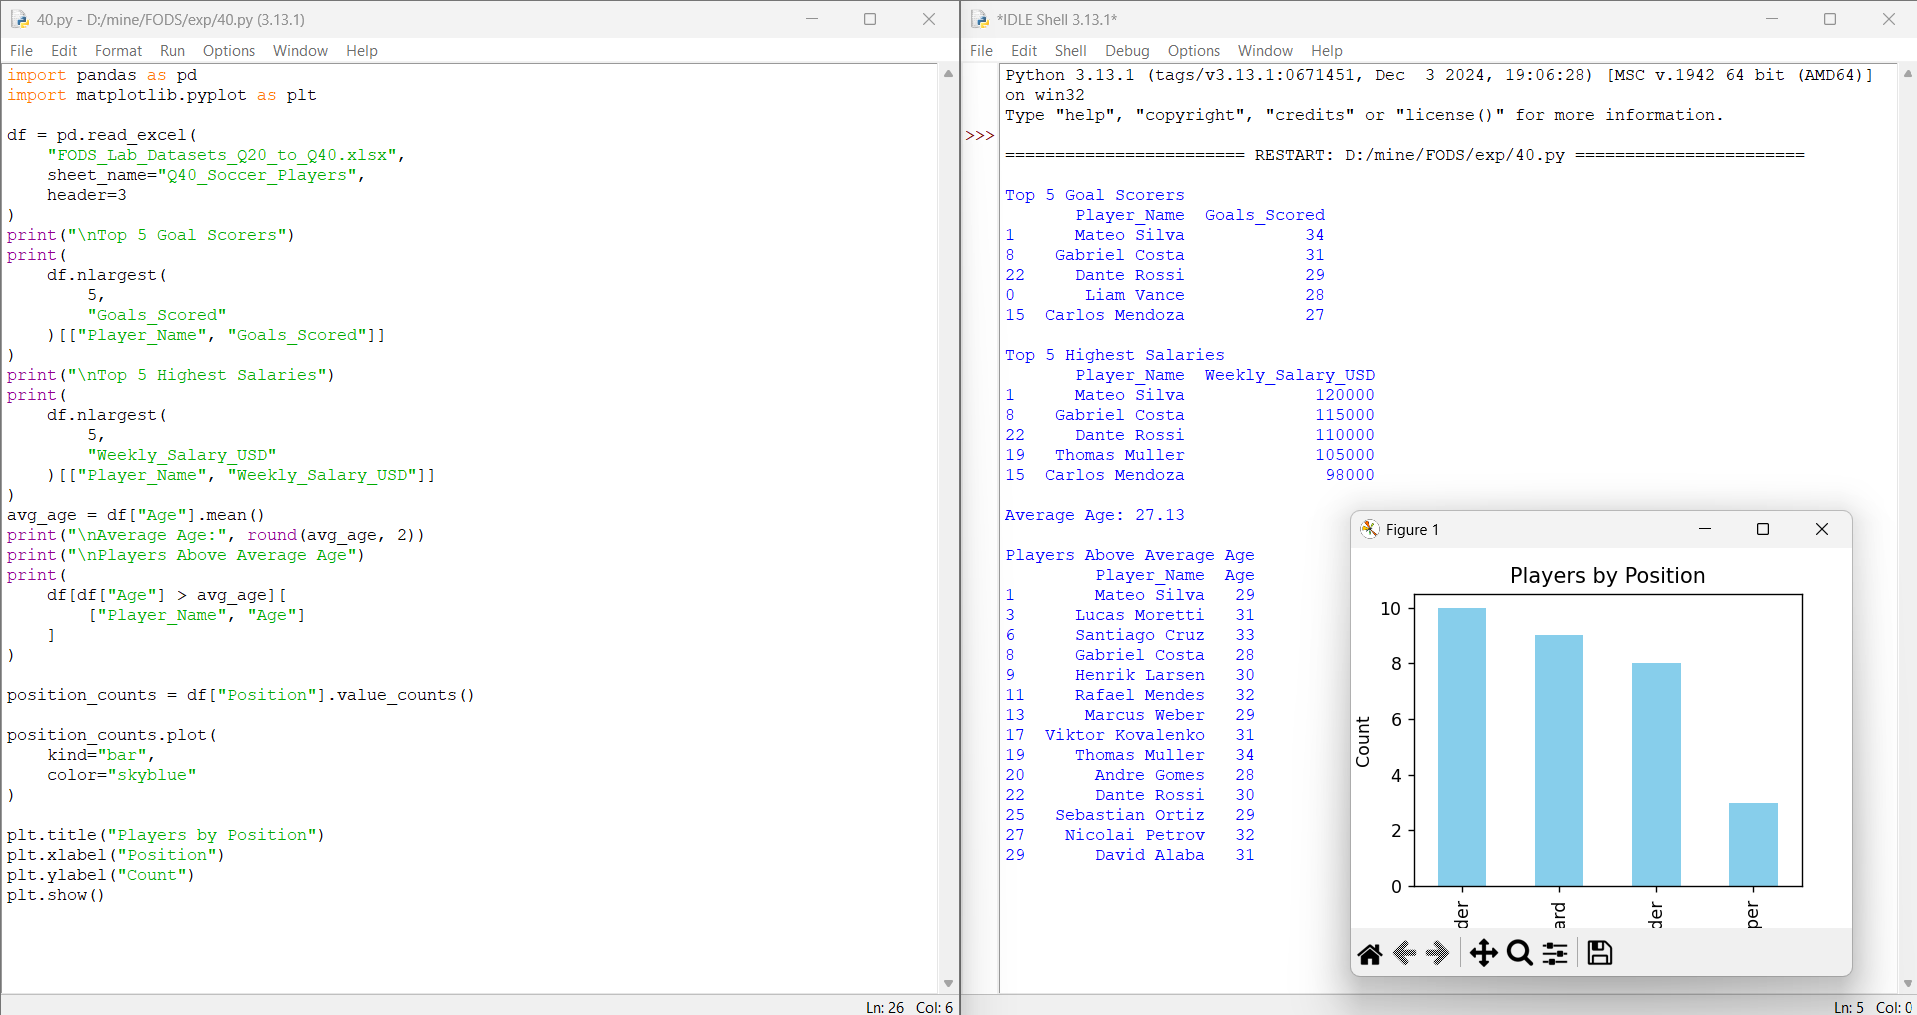 40.py - D:/mine/FODS/exp/40.py (3.13.1)
File Edit Format Run Options Window Help
import pandas as pd
import matplotlib.pyplot as plt

df = pd.read_excel(
    "FODS_Lab_Datasets_Q20_to_Q40.xlsx",
    sheet_name="Q40_Soccer_Players",
    header=3
)
print("\nTop 5 Goal Scorers")
print(
    df.nlargest(
        5,
        "Goals_Scored"
    )[["Player_Name", "Goals_Scored"]]
)
print("\nTop 5 Highest Salaries")
print(
    df.nlargest(
        5,
        "Weekly_Salary_USD"
    )[["Player_Name", "Weekly_Salary_USD"]]
)
avg_age = df["Age"].mean()
print("\nAverage Age:", round(avg_age, 2))
print("\nPlayers Above Average Age")
print(
    df[df["Age"] > avg_age][
        ["Player_Name", "Age"]
    ]
)

position_counts = df["Position"].value_counts()

position_counts.plot(
    kind="bar",
    color="skyblue"
)

plt.title("Players by Position")
plt.xlabel("Position")
plt.ylabel("Count")
plt.show()
Ln: 26 Col: 6
*IDLE Shell 3.13.1*
File Edit Shell Debug Options Window Help
Python 3.13.1 (tags/v3.13.1:0671451, Dec  3 2024, 19:06:28) [MSC v.1942 64 bit (AMD64)]
on win32
Type "help", "copyright", "credits" or "license()" for more information.
>>>
======================== RESTART: D:/mine/FODS/exp/40.py =======================

Top 5 Goal Scorers
       Player_Name  Goals_Scored
1      Mateo Silva            34
8    Gabriel Costa            31
22     Dante Rossi            29
0       Liam Vance            28
15  Carlos Mendoza            27

Top 5 Highest Salaries
       Player_Name  Weekly_Salary_USD
1      Mateo Silva             120000
8    Gabriel Costa             115000
22     Dante Rossi             110000
19   Thomas Muller             105000
15  Carlos Mendoza              98000

Average Age: 27.13

Players Above Average Age
         Player_Name  Age
1        Mateo Silva   29
3      Lucas Moretti   31
6      Santiago Cruz   33
8      Gabriel Costa   28
9      Henrik Larsen   30
11     Rafael Mendes   32
13      Marcus Weber   29
17  Viktor Kovalenko   31
19     Thomas Muller   34
20       Andre Gomes   28
22       Dante Rossi   30
25   Sebastian Ortiz   29
27    Nicolai Petrov   32
29       David Alaba   31
Figure 1
Players by Position
10
8
6
4
2
0
Count
der
ard
der
per
Ln: 5 Col: 0